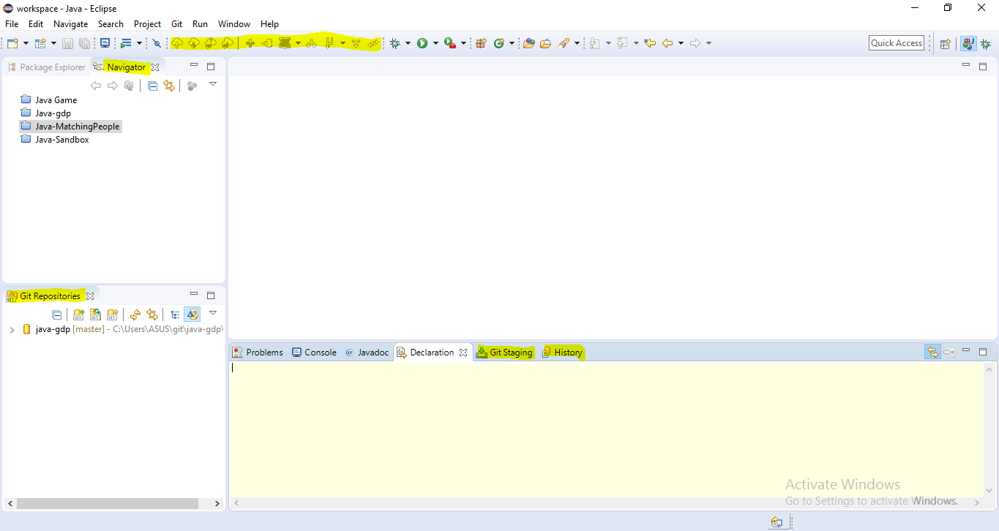 workspace - Java - Eclipse
File Edit Navigate Search Project Git Run Window Help
Quick Access
Package Explorer Navigator
Java Game
Java-gdp
Java-MatchingPeople
Java-Sandbox
Git Repositories
java-gdp [master] - C:\Users\ASUS\git\java-gdp\
Problems Console @ Javadoc Declaration Git Staging History
Activate Windows
Go to Settings to activate Windows.